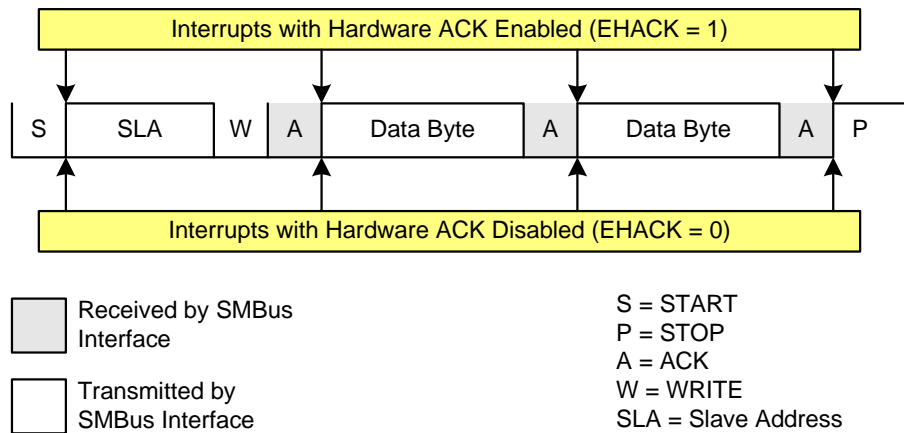 Interrupts with Hardware ACK Enabled (EHACK = 1)
S SLA W A Data Byte A Data Byte A P
Interrupts with Hardware ACK Disabled (EHACK = 0)
Received by SMBus
Interface
Transmitted by
SMBus Interface
S = START
P = STOP
A = ACK
W = WRITE
SLA = Slave Address